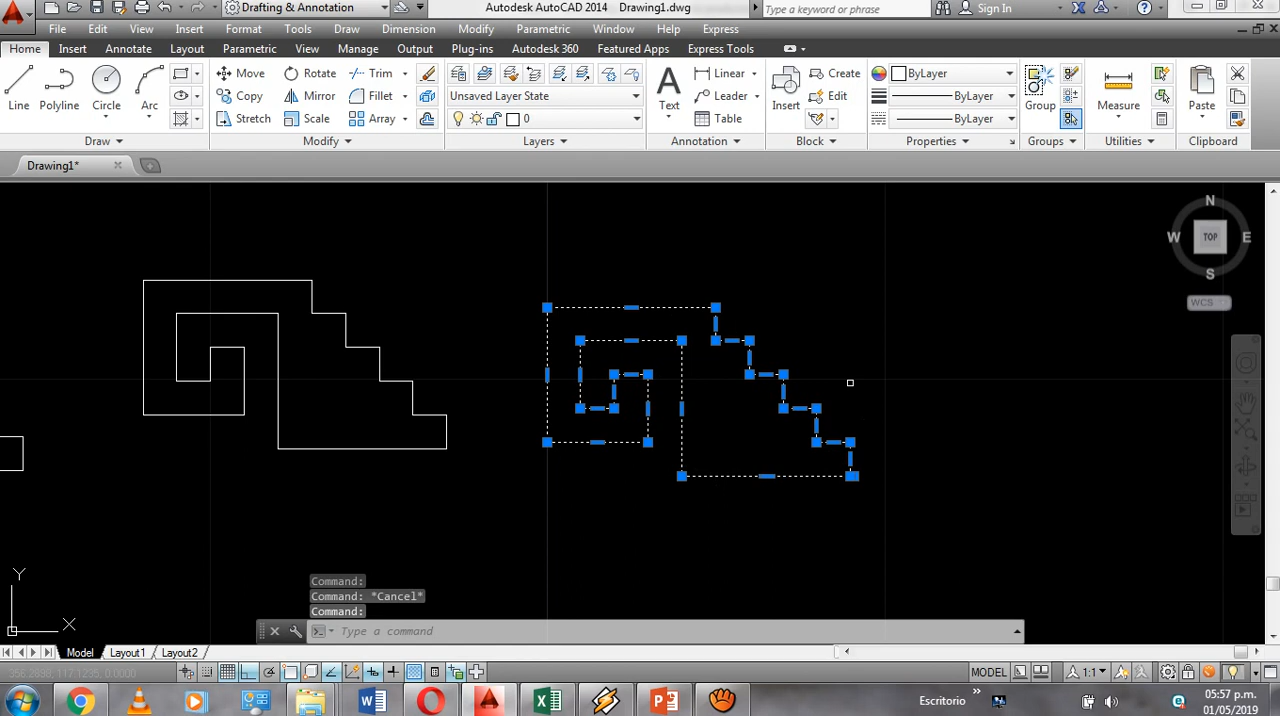 Drafting & Annotation
Autodesk AutoCAD 2014 Drawing1.dwg
Type a keyword or phrase
Sign In
File Edit View Insert Format Tools Draw Dimension Modify Parametric Window Help Express
Home Insert Annotate Layout Parametric View Manage Output Plug-ins Autodesk 360 Featured Apps Express Tools
Line
Polyline
Circle
Arc
Move
Rotate
Trim
Copy
Mirror
Fillet
Stretch
Scale
Array
Unsaved Layer State
0
Text
Linear
Leader
Table
Insert
Create
Edit
ByLayer
ByLayer
ByLayer
Group
Measure
Paste
Draw Modify Layers Annotation Block Properties Groups Utilities Clipboard
Drawing1*
N
W TOP E
S
WCS
Command:
Command: *Cancel*
Command:
Type a command
Y
X
Model Layout1 Layout2
MODEL
1:1
Escritorio
05:57 p.m.
01/05/2019